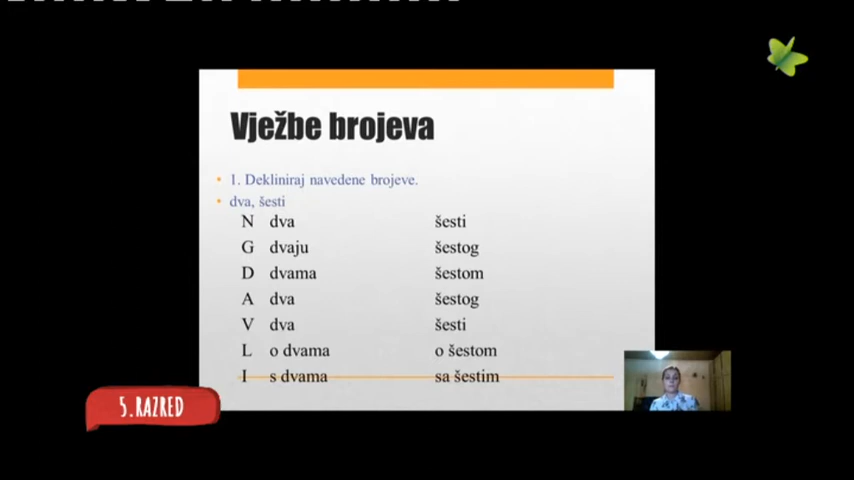 Vježbe brojeva
1. Dekliniraj navedene brojeve.
dva, šesti
N dva šesti
G dvaju šestog
D dvama šestom
A dva šestog
V dva šesti
L o dvama o šestom
I s dvama sa šestim
5.RAZRED